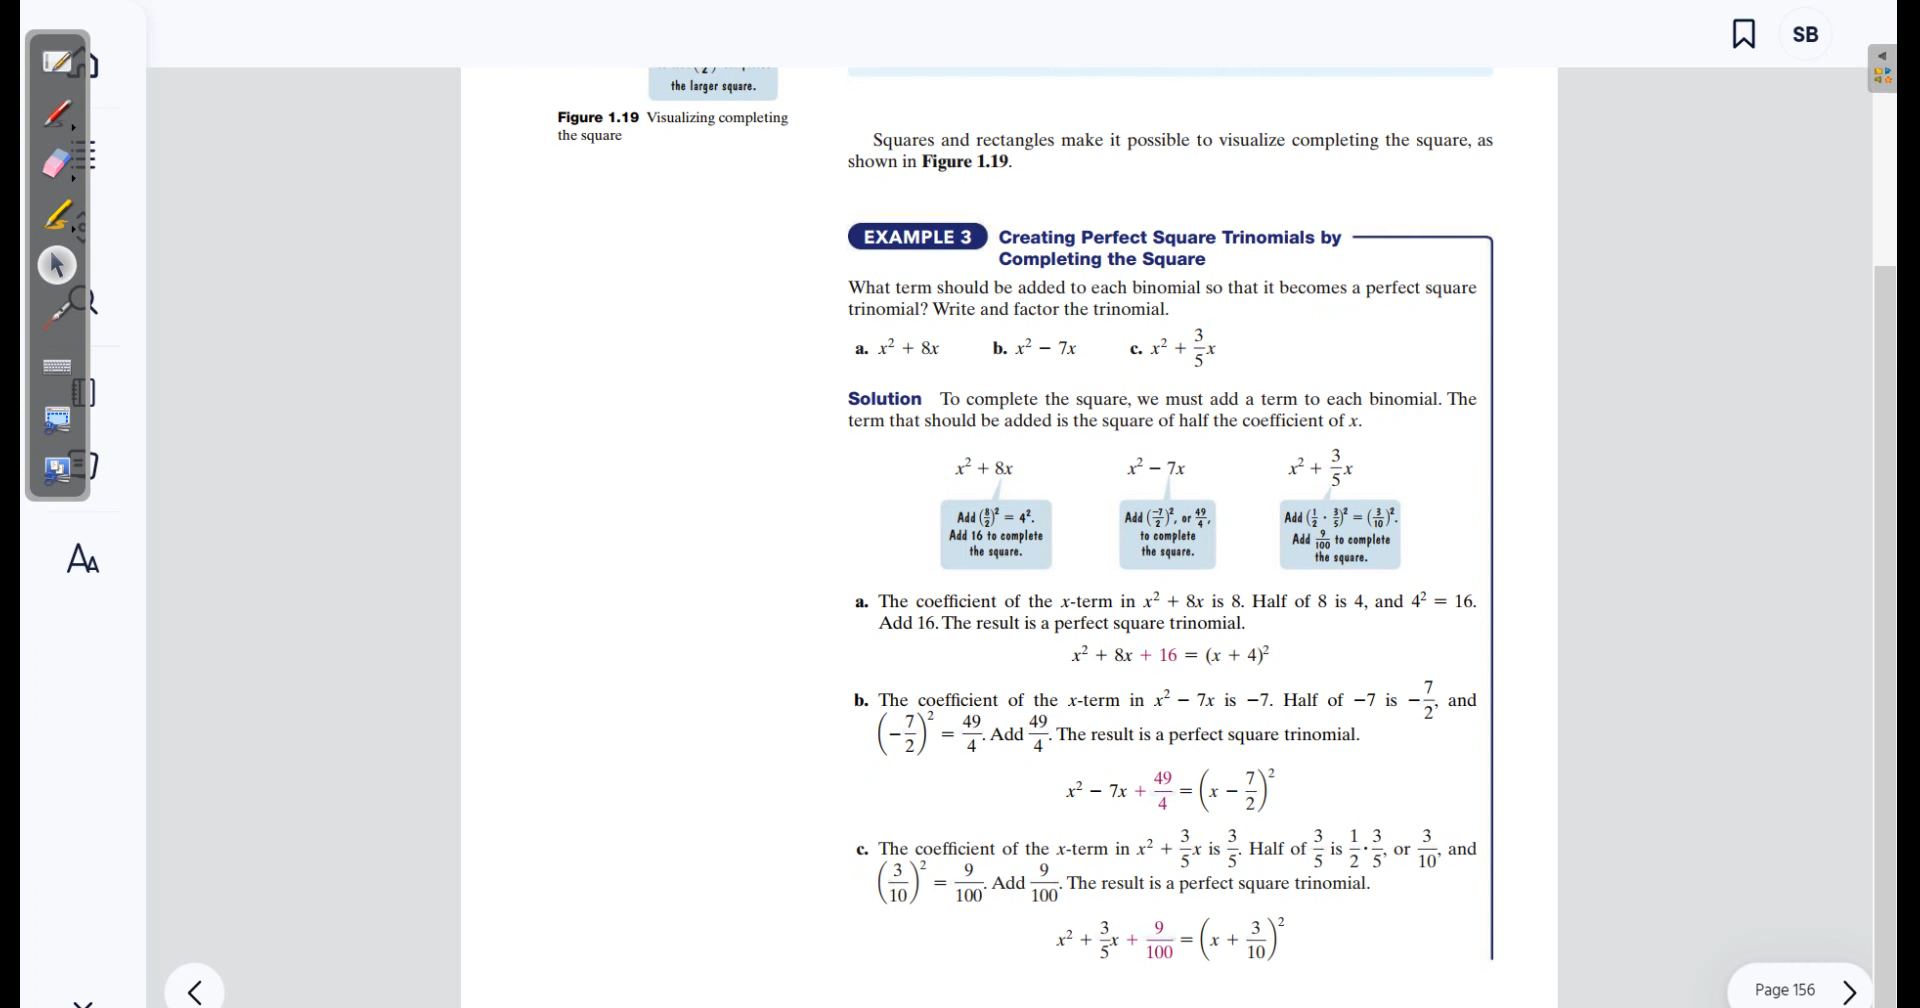 SB
the larger square.
Figure 1.19 Visualizing completing
the square
Squares and rectangles make it possible to visualize completing the square, as
shown in Figure 1.19.
EXAMPLE 3 Creating Perfect Square Trinomials by
Completing the Square
What term should be added to each binomial so that it becomes a perfect square
trinomial? Write and factor the trinomial.
a. x² + 8x b. x² − 7x c. x² + 3/5 x
Solution To complete the square, we must add a term to each binomial. The
term that should be added is the square of half the coefficient of x.
x² + 8x x² − 7x x² + 3/5 x
Add (8/2)² = 4². Add (−7/2)², or 49/4, Add (1/2 · 3/5)² = (3/10)².
Add 16 to complete to complete Add 9/100 to complete
the square. the square. the square.
a. The coefficient of the x-term in x² + 8x is 8. Half of 8 is 4, and 4² = 16.
Add 16. The result is a perfect square trinomial.
x² + 8x + 16 = (x + 4)²
b. The coefficient of the x-term in x² − 7x is −7. Half of −7 is −7/2, and
(−7/2)² = 49/4. Add 49/4. The result is a perfect square trinomial.
x² − 7x + 49/4 = (x − 7/2)²
c. The coefficient of the x-term in x² + 3/5 x is 3/5. Half of 3/5 is 1/2 · 3/5, or 3/10, and
(3/10)² = 9/100. Add 9/100. The result is a perfect square trinomial.
x² + 3/5 x + 9/100 = (x + 3/10)²
AA
Page 156